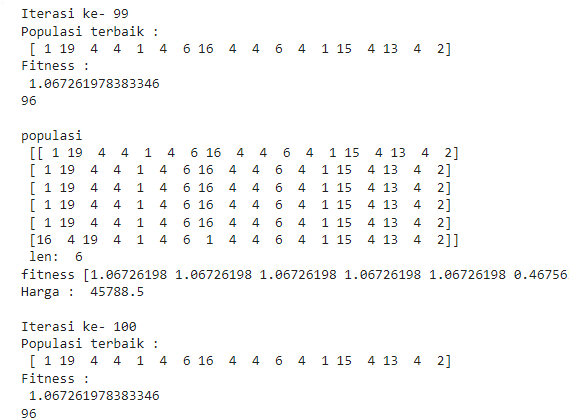 Iterasi ke- 99
Populasi terbaik :
[ 1 19 4 4 1 4 6 16 4 4 6 4 1 15 4 13 4 2]
Fitness :
1.067261978383346
96
populasi
[[ 1 19 4 4 1 4 6 16 4 4 6 4 1 15 4 13 4 2]
[ 1 19 4 4 1 4 6 16 4 4 6 4 1 15 4 13 4 2]
[ 1 19 4 4 1 4 6 16 4 4 6 4 1 15 4 13 4 2]
[ 1 19 4 4 1 4 6 16 4 4 6 4 1 15 4 13 4 2]
[ 1 19 4 4 1 4 6 16 4 4 6 4 1 15 4 13 4 2]
[16 4 19 4 1 4 6 1 4 4 6 4 1 15 4 13 4 2]]
len: 6
fitness [1.06726198 1.06726198 1.06726198 1.06726198 1.06726198 0.46756
Harga : 45788.5
Iterasi ke- 100
Populasi terbaik :
[ 1 19 4 4 1 4 6 16 4 4 6 4 1 15 4 13 4 2]
Fitness :
1.067261978383346
96